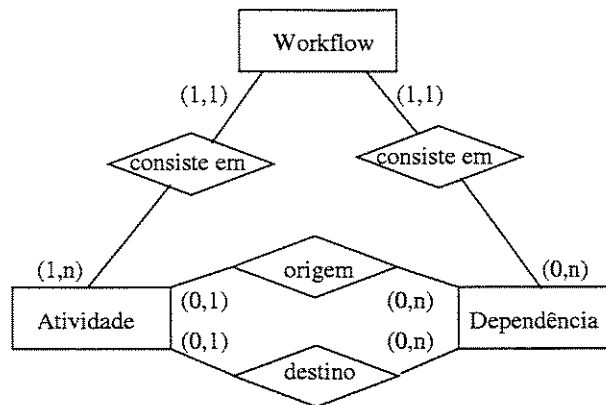 Workflow
(1,1)
(1,1)
consiste em
consiste em
(1,n)
(0,n)
origem
Atividade
(0,1)
(0,n)
Dependência
(0,1)
(0,n)
destino